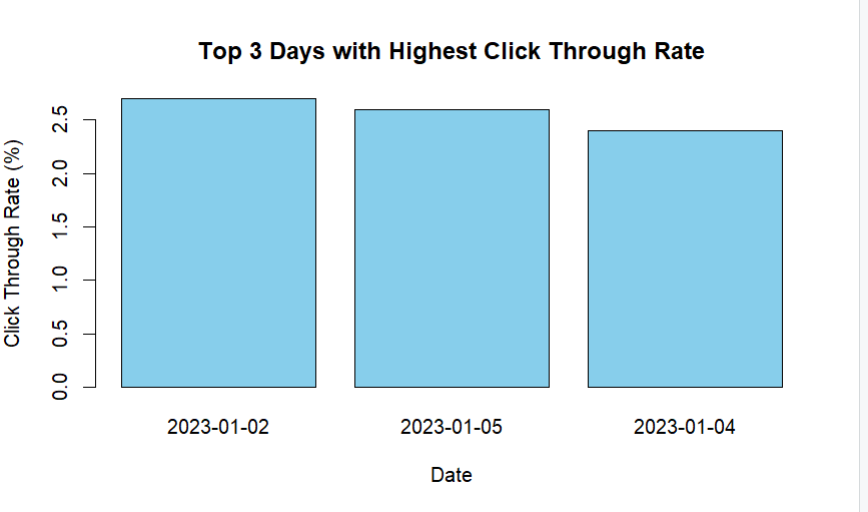 Top 3 Days with Highest Click Through Rate
Click Through Rate (%)
2.5
2.0
1.5
1.0
0.5
0.0
2023-01-02 2023-01-05 2023-01-04
Date